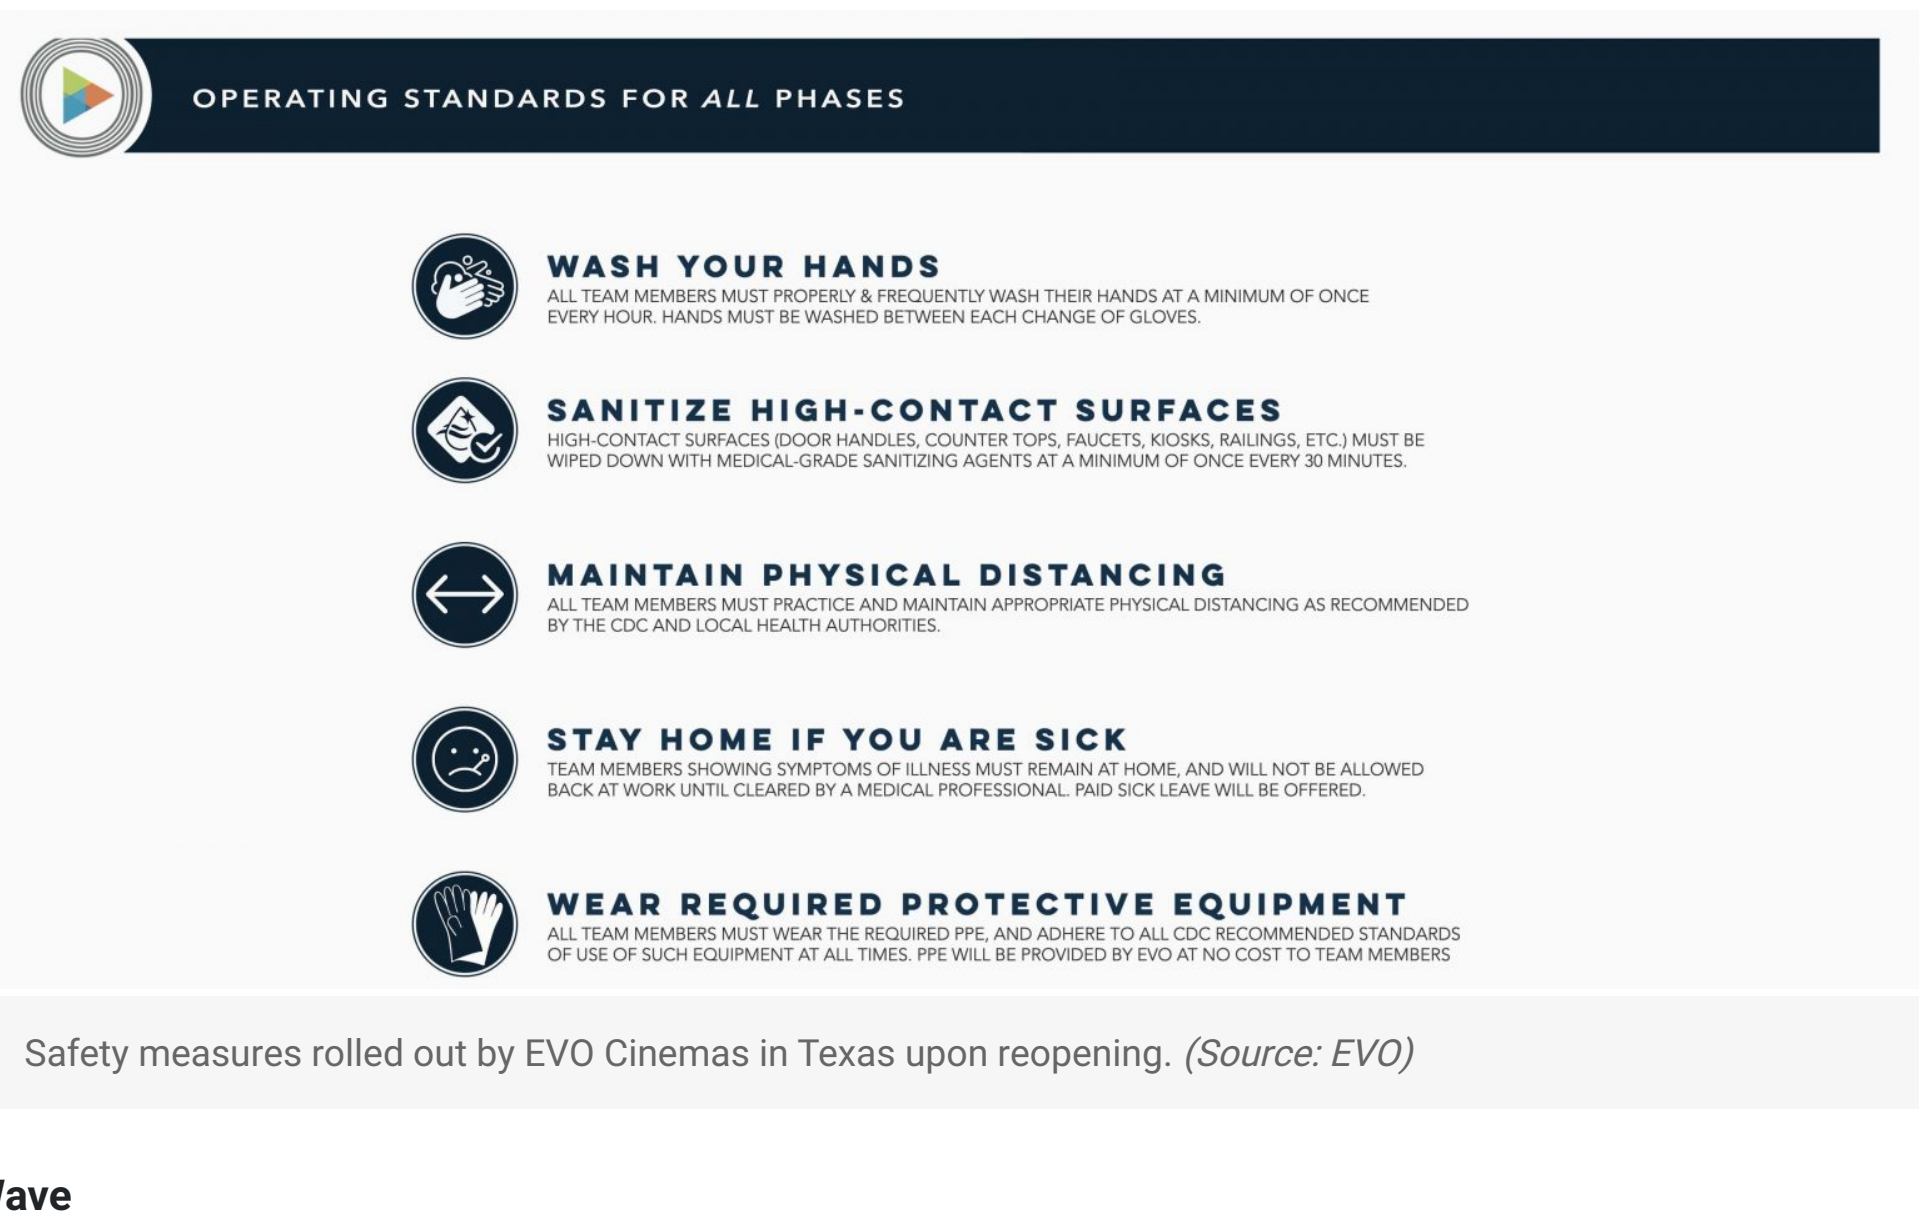 OPERATING STANDARDS FOR ALL PHASES
WASH YOUR HANDS
ALL TEAM MEMBERS MUST PROPERLY & FREQUENTLY WASH THEIR HANDS AT A MINIMUM OF ONCE
EVERY HOUR. HANDS MUST BE WASHED BETWEEN EACH CHANGE OF GLOVES.
SANITIZE HIGH-CONTACT SURFACES
HIGH-CONTACT SURFACES (DOOR HANDLES, COUNTER TOPS, FAUCETS, KIOSKS, RAILINGS, ETC.) MUST BE
WIPED DOWN WITH MEDICAL-GRADE SANITIZING AGENTS AT A MINIMUM OF ONCE EVERY 30 MINUTES.
MAINTAIN PHYSICAL DISTANCING
ALL TEAM MEMBERS MUST PRACTICE AND MAINTAIN APPROPRIATE PHYSICAL DISTANCING AS RECOMMENDED
BY THE CDC AND LOCAL HEALTH AUTHORITIES.
STAY HOME IF YOU ARE SICK
TEAM MEMBERS SHOWING SYMPTOMS OF ILLNESS MUST REMAIN AT HOME, AND WILL NOT BE ALLOWED
BACK AT WORK UNTIL CLEARED BY A MEDICAL PROFESSIONAL. PAID SICK LEAVE WILL BE OFFERED.
WEAR REQUIRED PROTECTIVE EQUIPMENT
ALL TEAM MEMBERS MUST WEAR THE REQUIRED PPE, AND ADHERE TO ALL CDC RECOMMENDED STANDARDS
OF USE OF SUCH EQUIPMENT AT ALL TIMES. PPE WILL BE PROVIDED BY EVO AT NO COST TO TEAM MEMBERS
Safety measures rolled out by EVO Cinemas in Texas upon reopening. (Source: EVO)